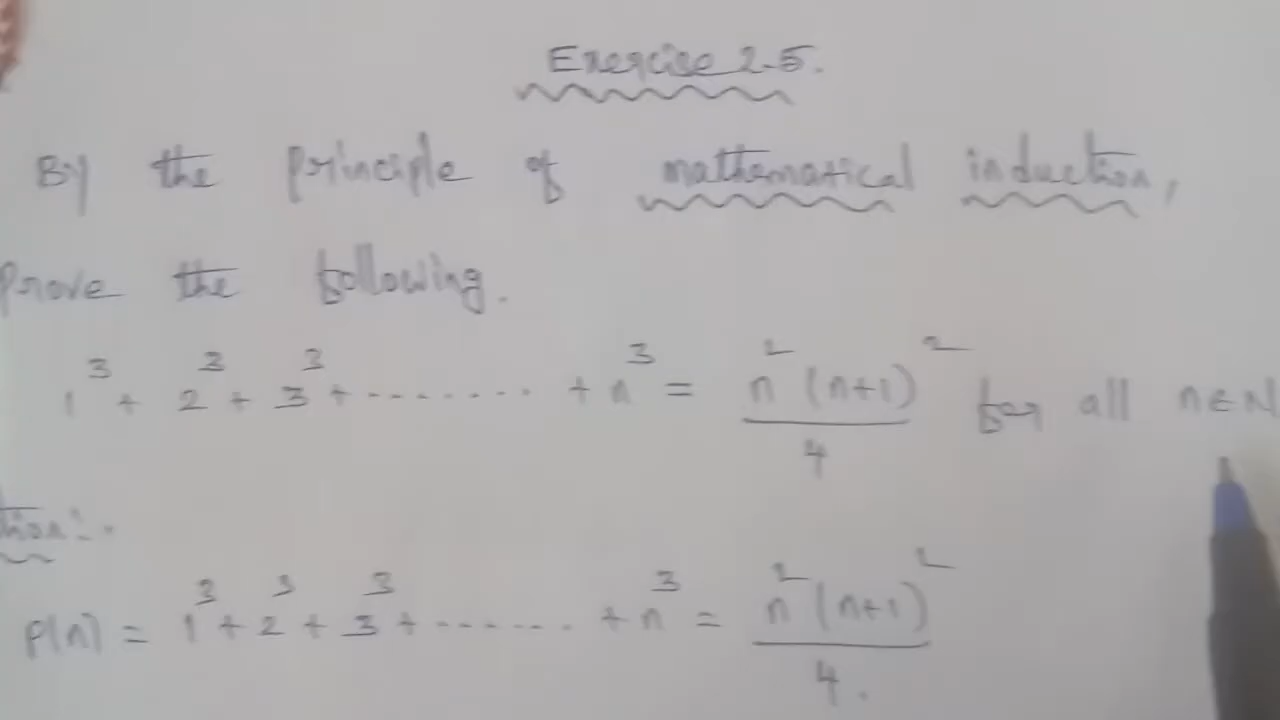 Exercise 2.5.
By the principle of mathematical induction,
Prove the following.
1³ + 2³ + 3³ + ........ + n³ = n²(n+1)²/4 for all n∈N
tion:-
P(n) = 1³ + 2³ + 3³ + ....... + n³ = n²(n+1)²/4.